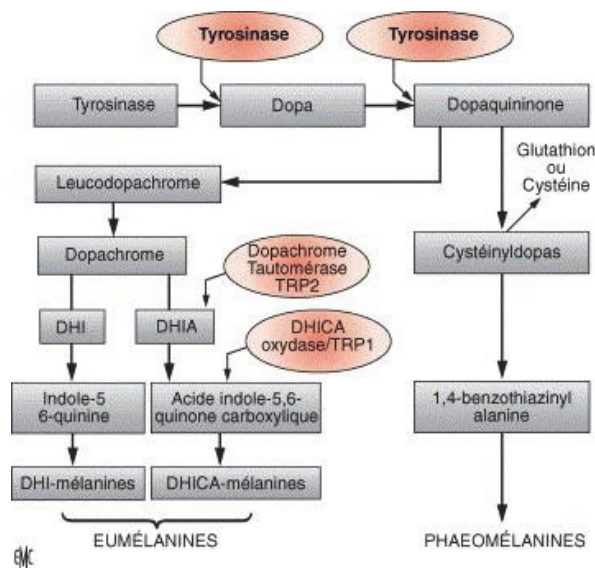 Tyrosinase
Tyrosinase
Tyrosinase
Dopa
Dopaquininone
Glutathion
ou
Cystéine
Leucodopachrome
Dopachrome
Dopachrome
Tautomérase
TRP2
Cystéinyldopas
DHI
DHIA
DHICA
oxydase/TRP1
Indole-5
6-quinine
Acide indole-5,6-
quinone carboxylique
1,4-benzothiazinyl
alanine
DHI-mélanines
DHICA-mélanines
EUMÉLANINES
PHAEOMÉLANINES
EMC